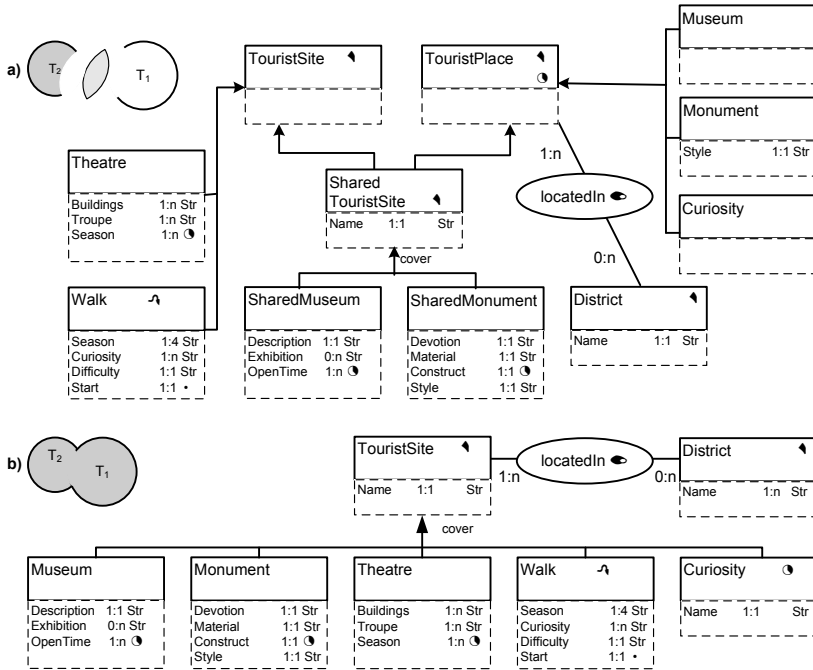 a)
T2
T1
TouristSite
TouristPlace
Museum
Monument
Style 1:1 Str
Curiosity
Theatre
Buildings 1:n Str
Troupe 1:n Str
Season 1:n
1:n
locatedIn
0:n
Shared
TouristSite
Name 1:1 Str
cover
Walk
Season 1:4 Str
Curiosity 1:n Str
Difficulty 1:1 Str
Start 1:1 •
SharedMuseum
Description 1:1 Str
Exhibition 0:n Str
OpenTime 1:n
SharedMonument
Devotion 1:1 Str
Material 1:1 Str
Construct 1:1
Style 1:1 Str
District
Name 1:1 Str
b)
T2
T1
TouristSite
Name 1:1 Str
1:n
locatedIn
0:n
District
Name 1:n Str
cover
Museum
Description 1:1 Str
Exhibition 0:n Str
OpenTime 1:n
Monument
Devotion 1:1 Str
Material 1:1 Str
Construct 1:1
Style 1:1 Str
Theatre
Buildings 1:n Str
Troupe 1:n Str
Season 1:n
Walk
Season 1:4 Str
Curiosity 1:n Str
Difficulty 1:1 Str
Start 1:1 •
Curiosity
Name 1:1 Str